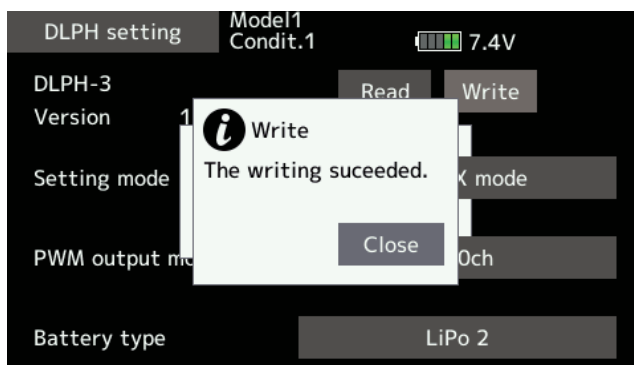 DLPH setting
Model1
Condit.1
7.4V
DLPH-3
Read
Write
Version 1
Write
The writing suceeded.
Setting mode
mode
Close
PWM output
0ch
Battery type
LiPo 2